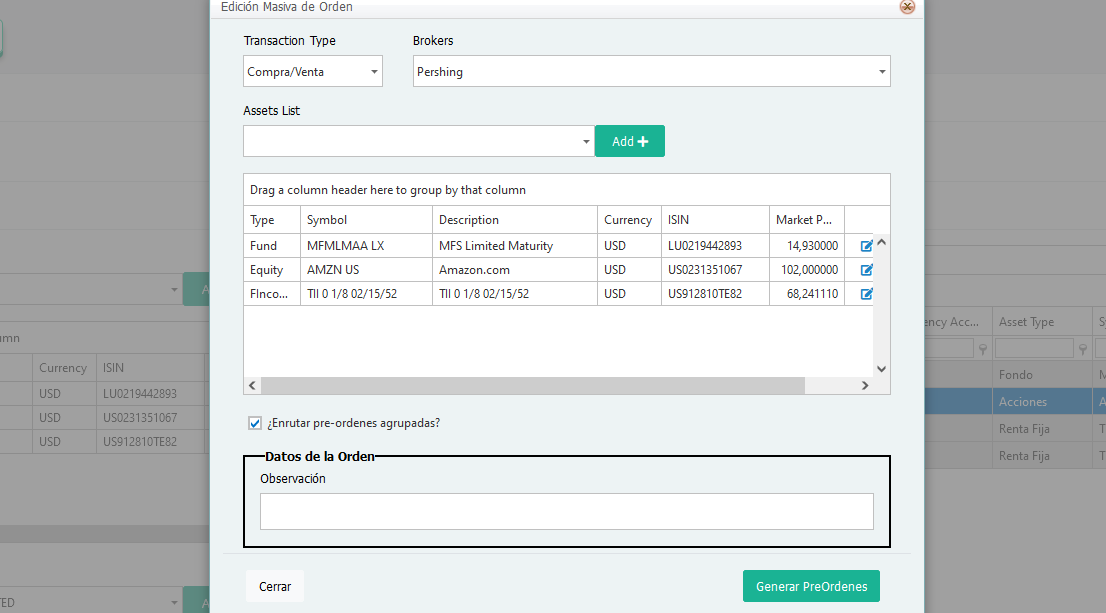 Edición Masiva de Orden
Transaction Type Brokers
Compra/Venta Pershing
Assets List
Add
Drag a column header here to group by that column
Type Symbol Description Currency ISIN Market P...
Fund MFMLMAA LX MFS Limited Maturity USD LU0219442893 14,930000
Equity AMZN US Amazon.com USD US0231351067 102,000000
FInco... TII 0 1/8 02/15/52 TII 0 1/8 02/15/52 USD US912810TE82 68,241110
¿Enrutar pre-ordenes agrupadas?
Datos de la Orden
Observación
Cerrar Generar PreOrdenes
A
mn
Currency ISIN
USD LU0219442893
USD US0231351067
USD US912810TE82
TED A
ency Acc... Asset Type S
Fondo M
Acciones A
Renta Fija T
Renta Fija T